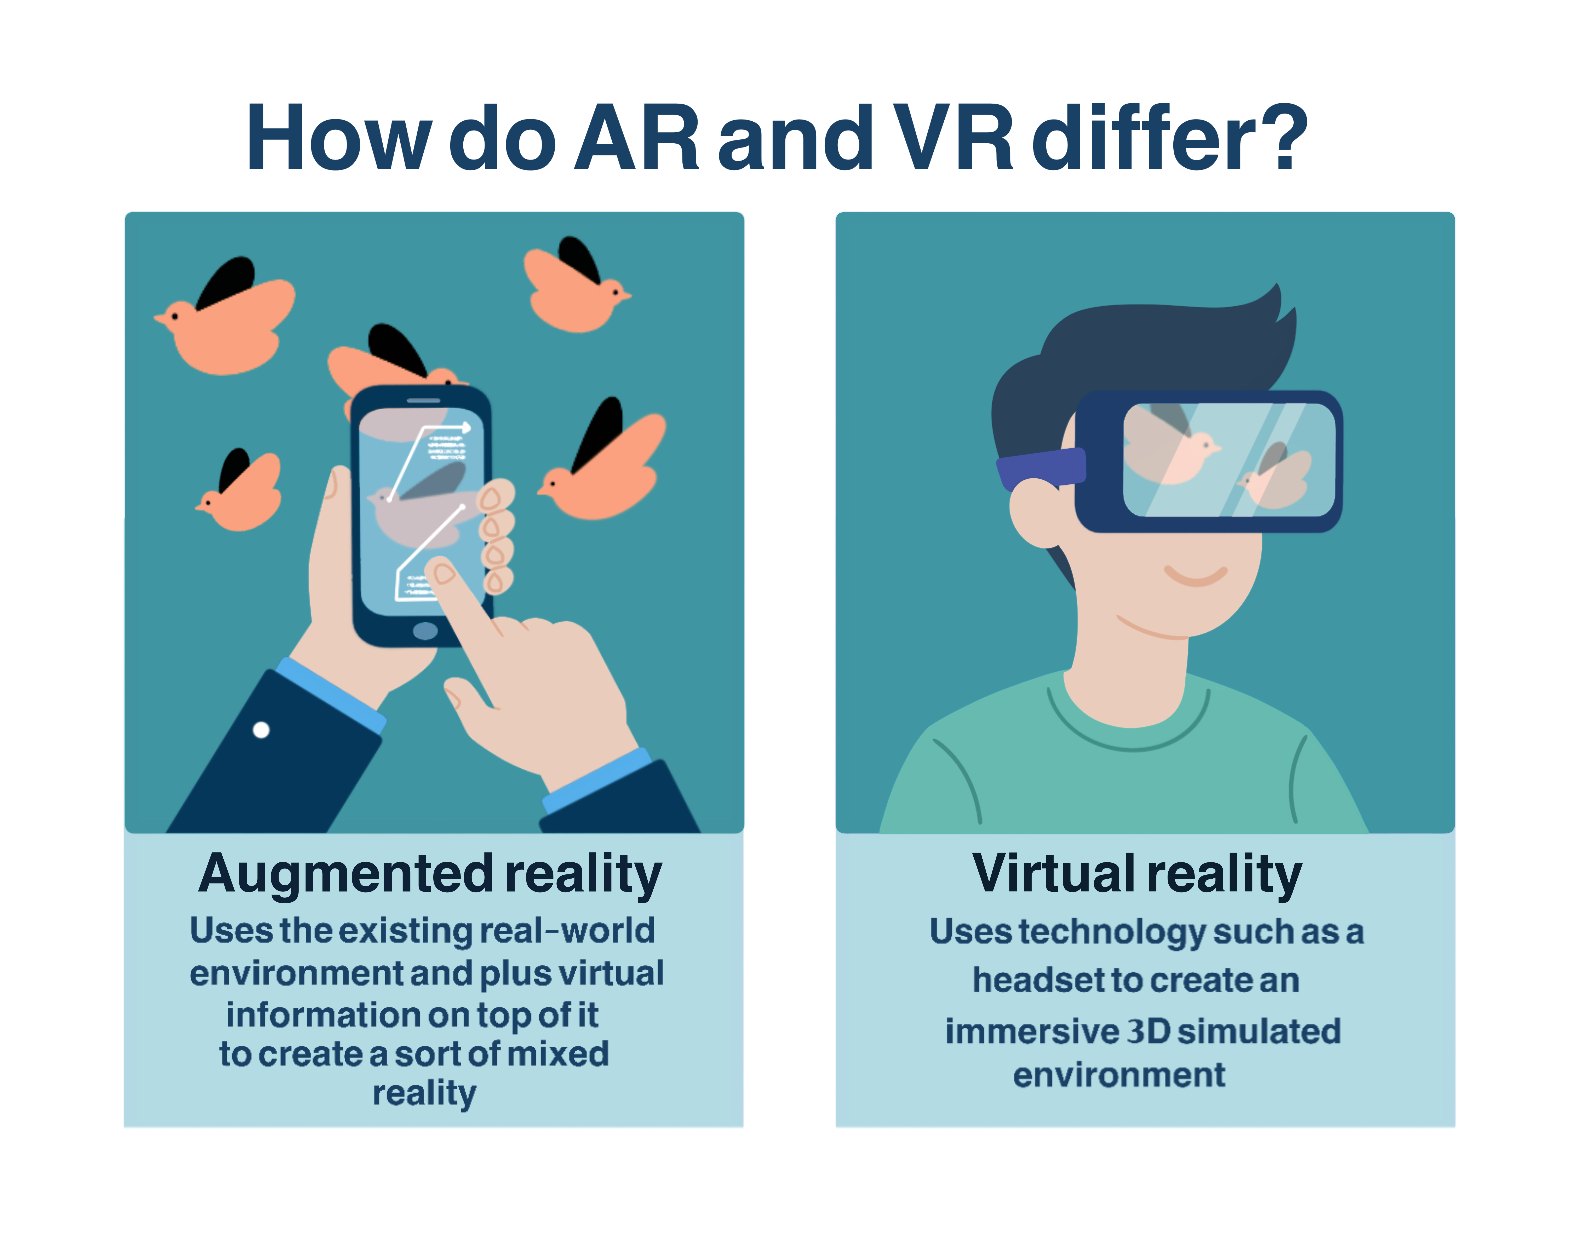 How do AR and VR differ?
Augmented reality
Uses the existing real-world
environment and plus virtual
information on top of it
to create a sort of mixed
reality
Virtual reality
Uses technology such as a
headset to create an
immersive 3D simulated
environment